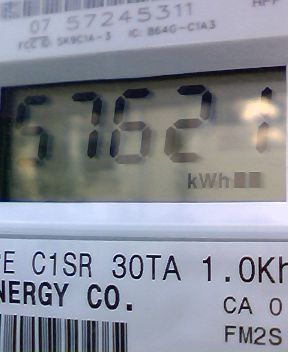 07 57245311
FCC ID: SK9C1A-3 IC: 864G-C1A3
57621
kWh
PE C1SR 30TA 1.0Kh
NERGY CO.
CA 0
FM2S